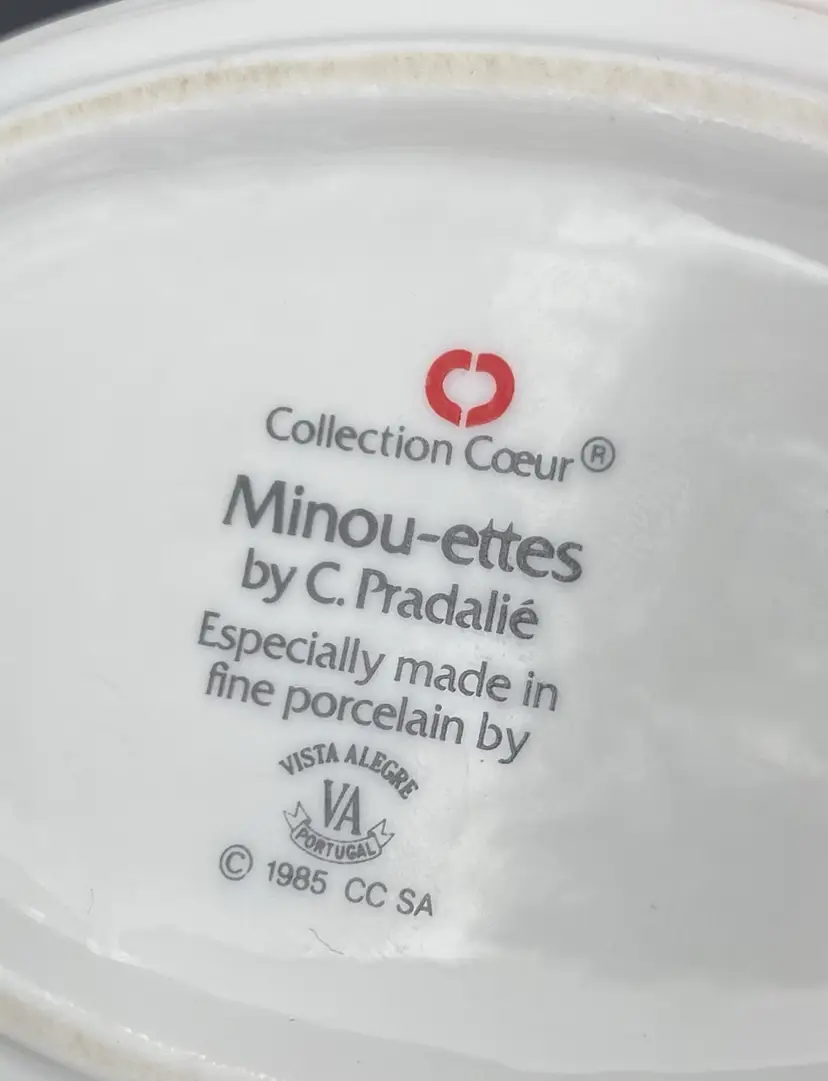 Collection Cœur ®
Minou-ettes
by C. Pradalié
Especially made in
fine porcelain by
VISTA ALEGRE
VA
PORTUGAL
© 1985 CC SA